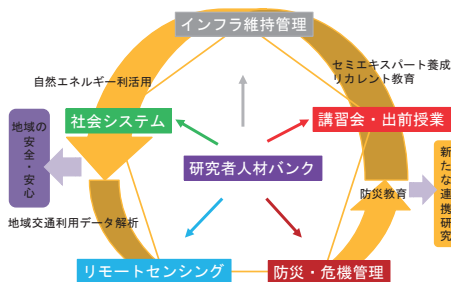 インフラ維持管理
セミエキスパート養成
リカレント教育
自然エネルギー利活用
社会システム
講習会・出前授業
地域の安全・安心
研究者人材バンク
新たな連携研究
防災教育
地域交通利用データ解析
リモートセンシング
防災・危機管理